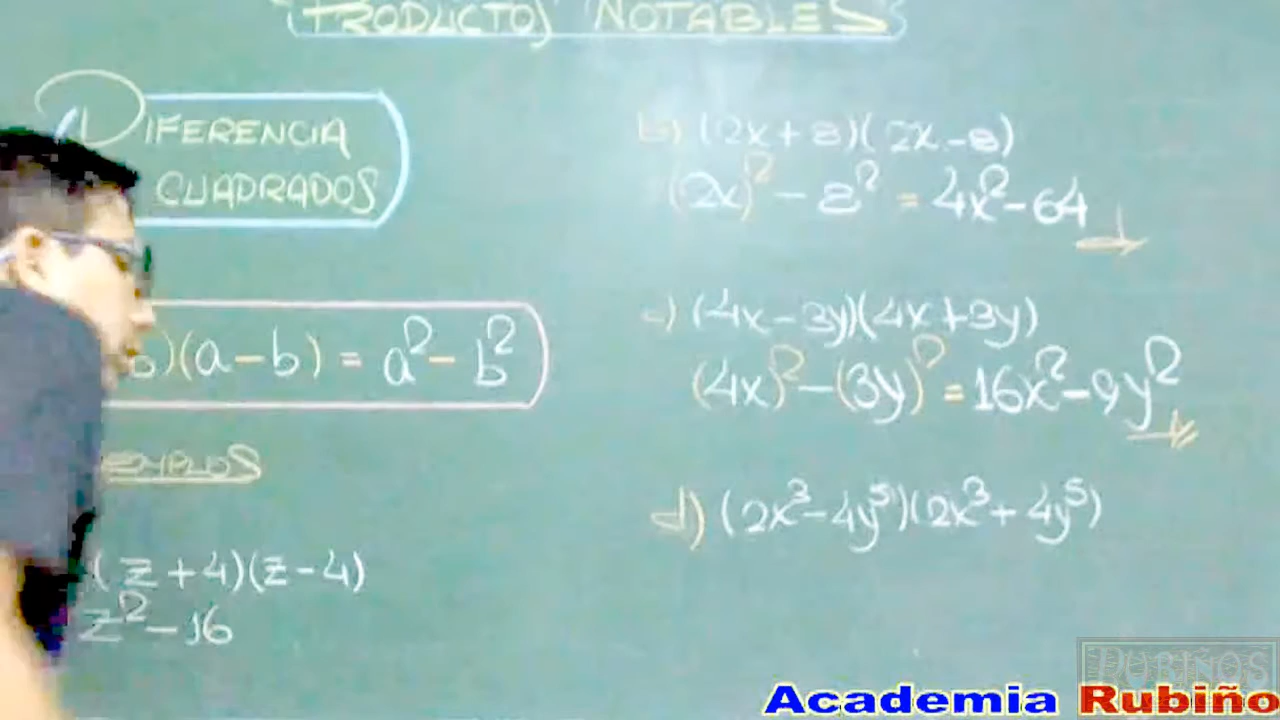 PRODUCTOS NOTABLES
DIFERENCIA
CUADRADOS
b)(a-b) = a²- b²
EMPLOS
(z+4)(z-4)
z²-16
b) (2x+8)(2x-8)
(2x)² - 8² = 4x²-64
c) (4x-3y)(4x+3y)
(4x)²-(3y)² = 16x²-9y²
d) (2x³-4y⁵)(2x³+4y⁵)
RUBIÑOS
Academia Rubiño